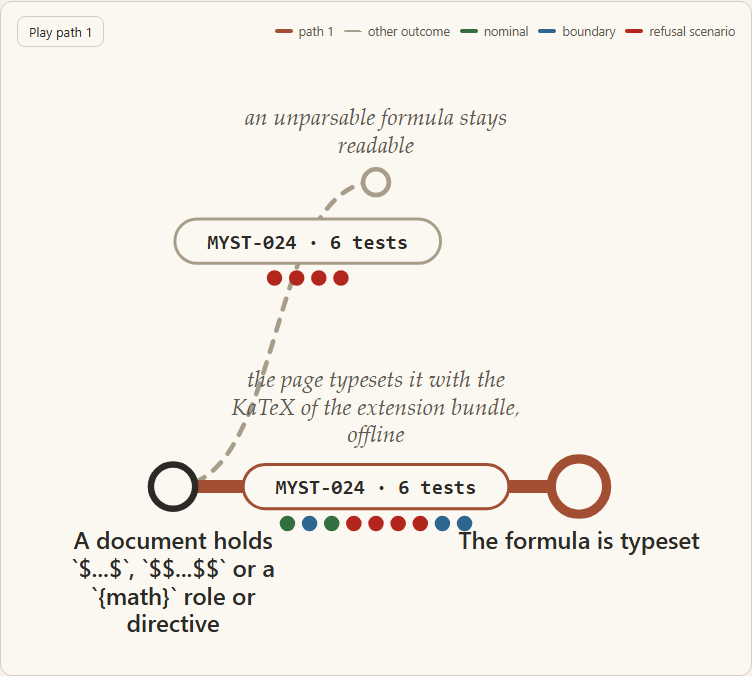 Play path 1
path 1
other outcome
nominal
boundary
refusal scenario
an unparsable formula stays
readable
MYST-024 · 6 tests
the page typesets it with the
KaTeX of the extension bundle,
offline
MYST-024 · 6 tests
A document holds
`$...$`, `$$...$$` or a
`{math}` role or
directive
The formula is typeset